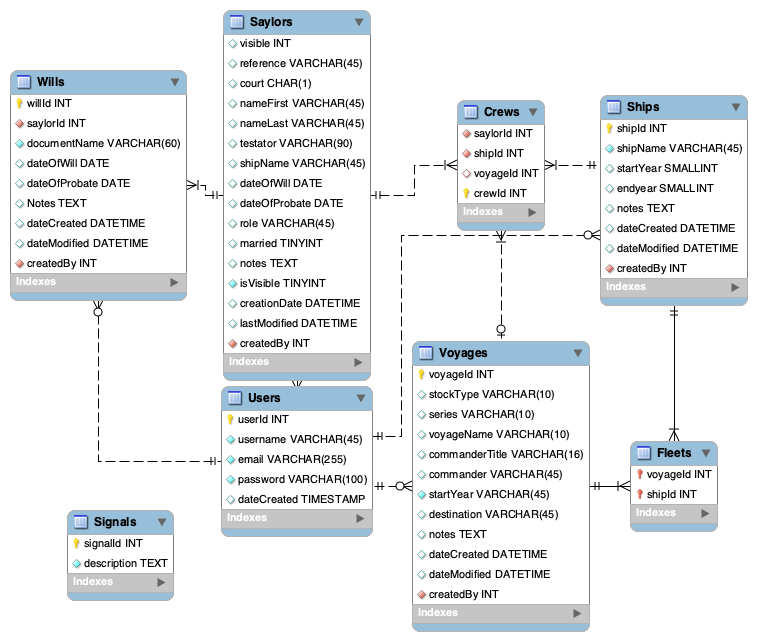 Saylors
visible INT
reference VARCHAR(45)
court CHAR(1)
nameFirst VARCHAR(45)
nameLast VARCHAR(45)
testator VARCHAR(90)
shipName VARCHAR(45)
dateOfWill DATE
dateOfProbate DATE
role VARCHAR(45)
married TINYINT
notes TEXT
isVisible TINYINT
creationDate DATETIME
lastModified DATETIME
createdBy INT
Indexes
Wills
willId INT
saylorId INT
documentName VARCHAR(60)
dateOfWill DATE
dateOfProbate DATE
Notes TEXT
dateCreated DATETIME
dateModified DATETIME
createdBy INT
Indexes
Crews
saylorId INT
shipId INT
voyageId INT
crewId INT
Indexes
Ships
shipId INT
shipName VARCHAR(45)
startYear SMALLINT
endyear SMALLINT
notes TEXT
dateCreated DATETIME
dateModified DATETIME
createdBy INT
Indexes
Users
userId INT
username VARCHAR(45)
email VARCHAR(255)
password VARCHAR(100)
dateCreated TIMESTAMP
Indexes
Voyages
voyageId INT
stockType VARCHAR(10)
series VARCHAR(10)
voyageName VARCHAR(10)
commanderTitle VARCHAR(16)
commander VARCHAR(45)
startYear VARCHAR(45)
destination VARCHAR(45)
notes TEXT
dateCreated DATETIME
dateModified DATETIME
createdBy INT
Indexes
Fleets
voyageId INT
shipId INT
Indexes
Signals
signalId INT
description TEXT
Indexes